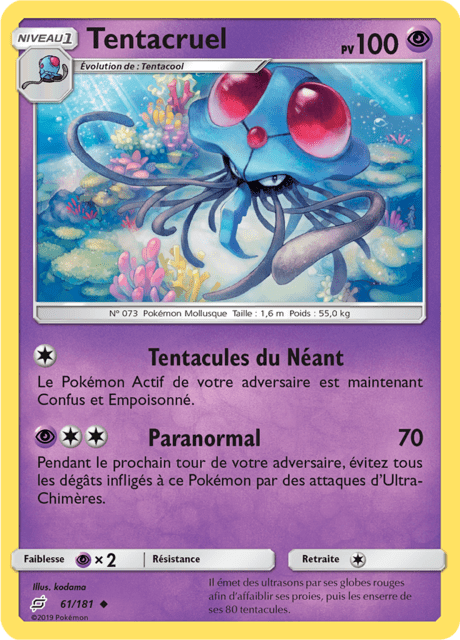 NIVEAU 1
Tentacruel
PV 100
Évolution de : Tentacool
N° 073 Pokémon Mollusque Taille : 1,6 m Poids : 55,0 kg
Tentacules du Néant
Le Pokémon Actif de votre adversaire est maintenant
Confus et Empoisonné.
Paranormal 70
Pendant le prochain tour de votre adversaire, évitez tous
les dégâts infligés à ce Pokémon par des attaques d'Ultra-
Chimères.
Faiblesse ×2 Résistance Retraite
Illus. kodama
61/181
©2019 Pokémon
Il émet des ultrasons par ses globes rouges
afin d'affaiblir ses proies, puis les enserre de
ses 80 tentacules.